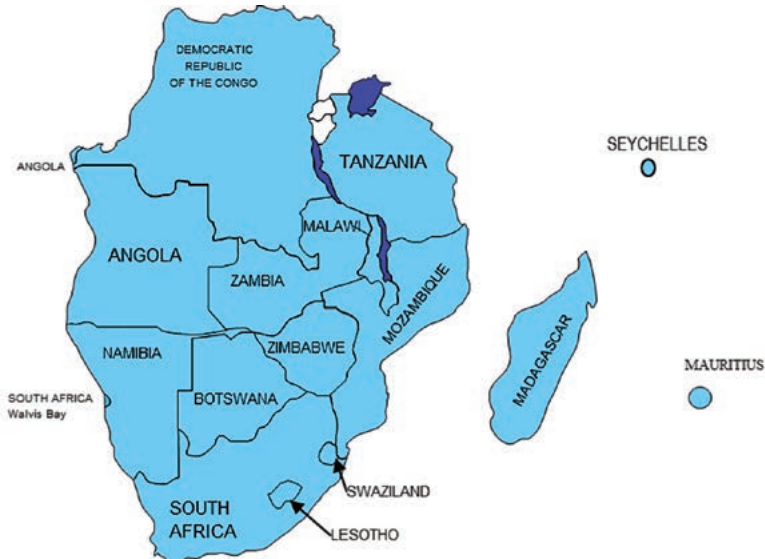 DEMOCRATIC
REPUBLIC
OF THE CONGO
ANGOLA
TANZANIA
SEYCHELLES
MALAWI
ANGOLA
ZAMBIA
MOZAMBIQUE
NAMIBIA
ZIMBABWE
MADAGASCAR
MAURITIUS
SOUTH AFRICA
Walvis Bay
BOTSWANA
SWAZILAND
SOUTH
AFRICA
LESOTHO